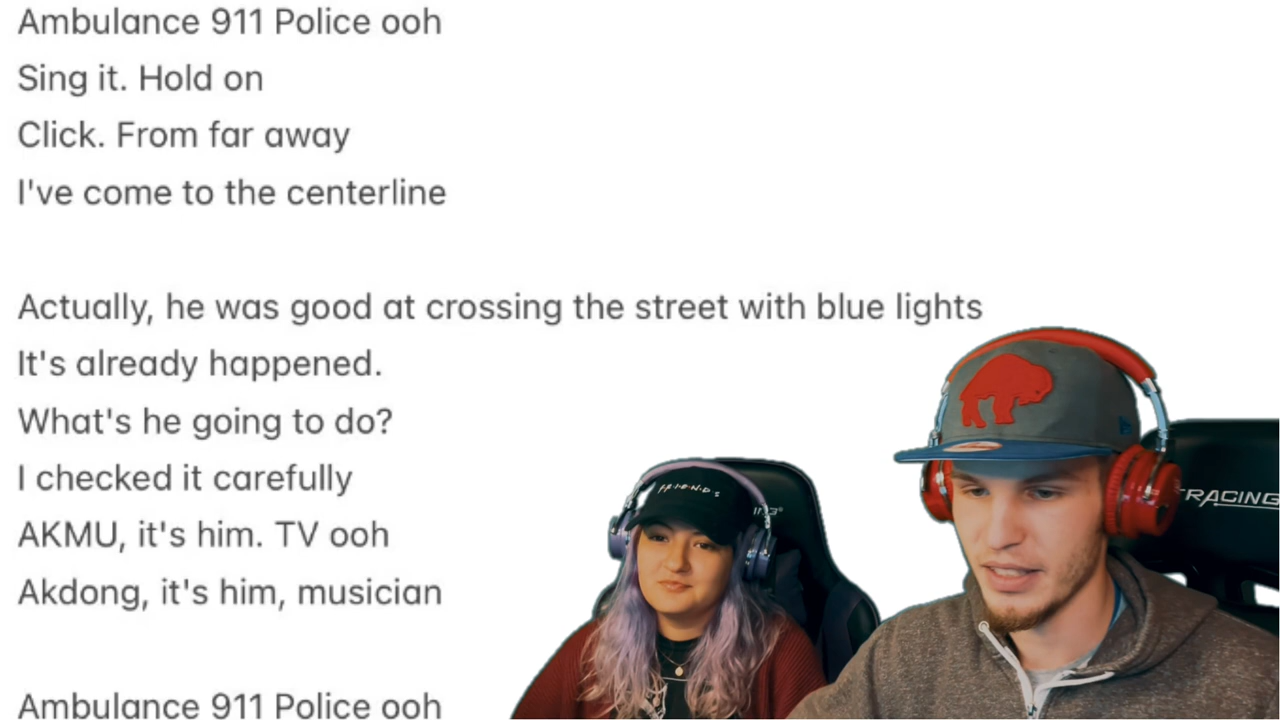 Ambulance 911 Police ooh
Sing it. Hold on
Click. From far away
I've come to the centerline
Actually, he was good at crossing the street with blue lights
It's already happened.
What's he going to do?
I checked it carefully
AKMU, it's him. TV ooh
Akdong, it's him, musician
Ambulance 911 Police ooh
F·R·I·E·N·D·S
RACING